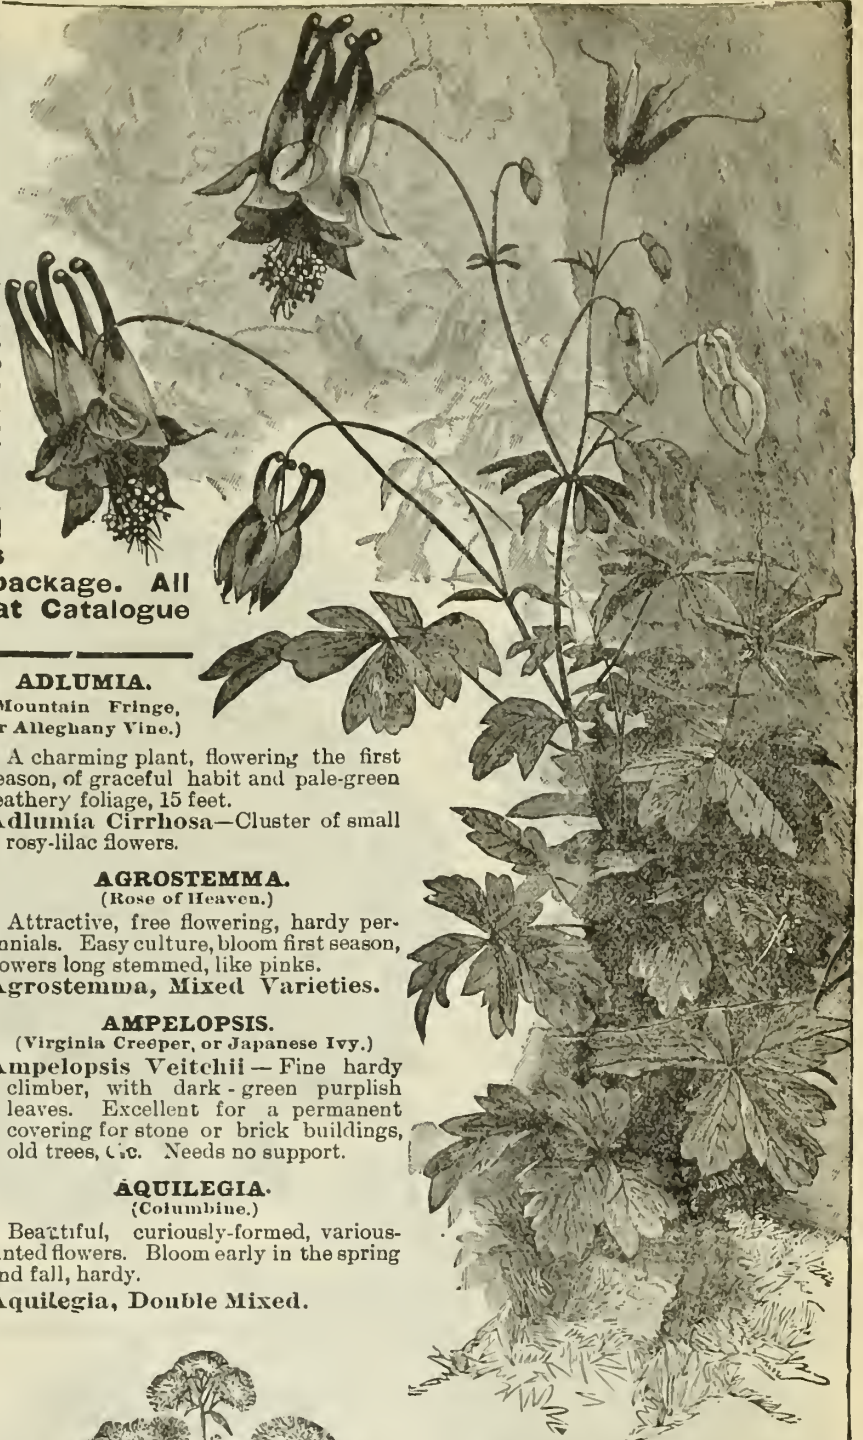 s
package. All
at Catalogue
ADLUMIA.
Mountain Fringe,
r Alleghany Vine.)
A charming plant, flowering the first
eason, of graceful habit and pale-green
eathery foliage, 15 feet.
Adlumia Cirrhosa—Cluster of small
rosy-lilac flowers.
AGROSTEMMA.
(Rose of Heaven.)
Attractive, free flowering, hardy per-
nnials. Easy culture, bloom first season,
owers long stemmed, like pinks.
Agrostemma, Mixed Varieties.
AMPELOPSIS.
(Virginia Creeper, or Japanese Ivy.)
Ampelopsis Veitchii — Fine hardy
climber, with dark-green purplish
leaves. Excellent for a permanent
covering for stone or brick buildings,
old trees, &c. Needs no support.
AQUILEGIA.
(Columbine.)
Beautiful, curiously-formed, various-
nted flowers. Bloom early in the spring
nd fall, hardy.
Aquilegia, Double Mixed.